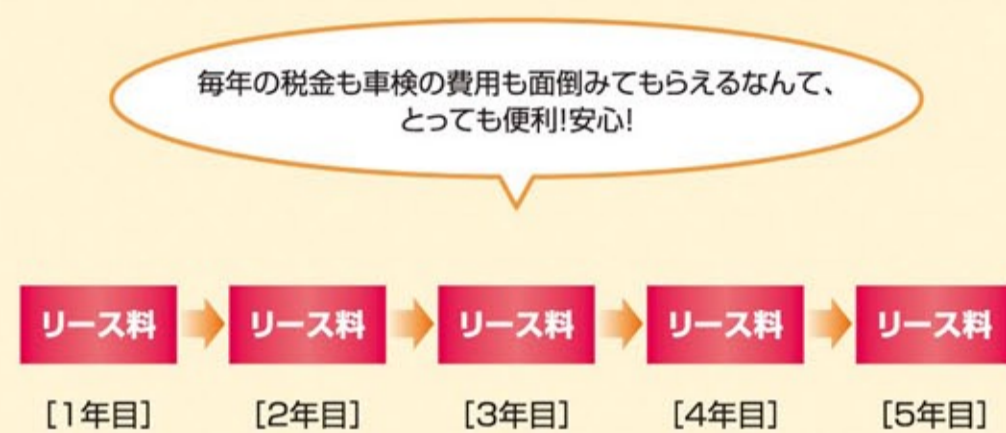 毎年の税金も車検の費用も面倒みてもらえるなんて、
とっても便利!安心!
リース料 リース料 リース料 リース料 リース料
[1年目] [2年目] [3年目] [4年目] [5年目]